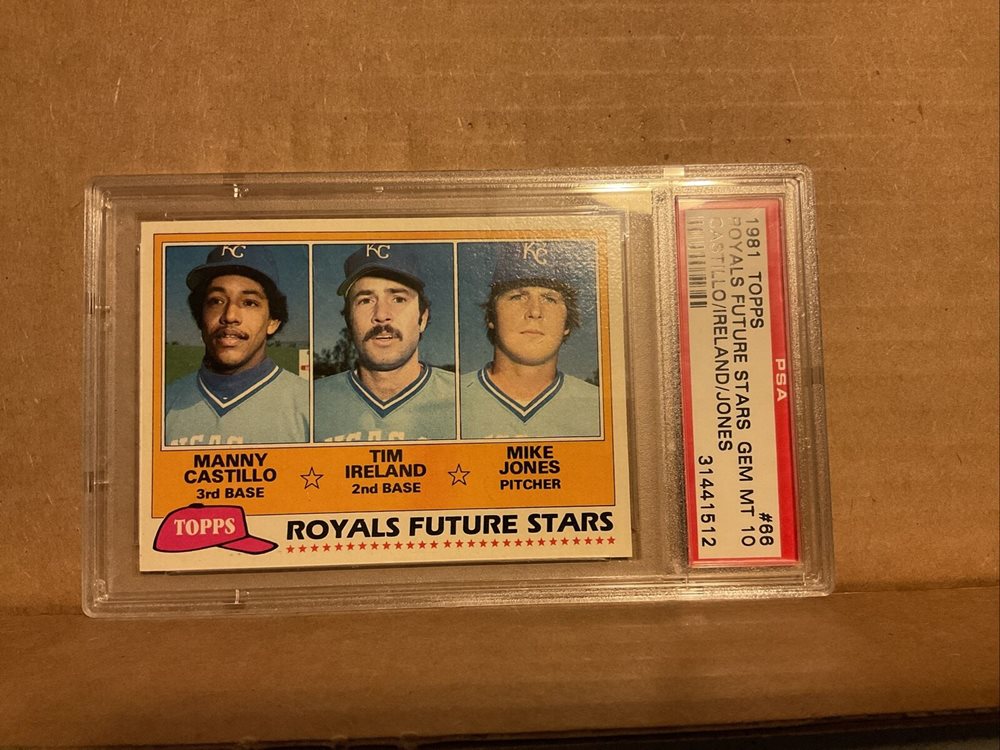 KC
KC
KC
MANNY
CASTILLO
3rd BASE
TIM
IRELAND
2nd BASE
MIKE
JONES
PITCHER
TOPPS
ROYALS FUTURE STARS
PSA
1981 TOPPS #66
ROYALS FUTURE STARS GEM MT 10
CASTILLO/IRELAND/JONES 31441512